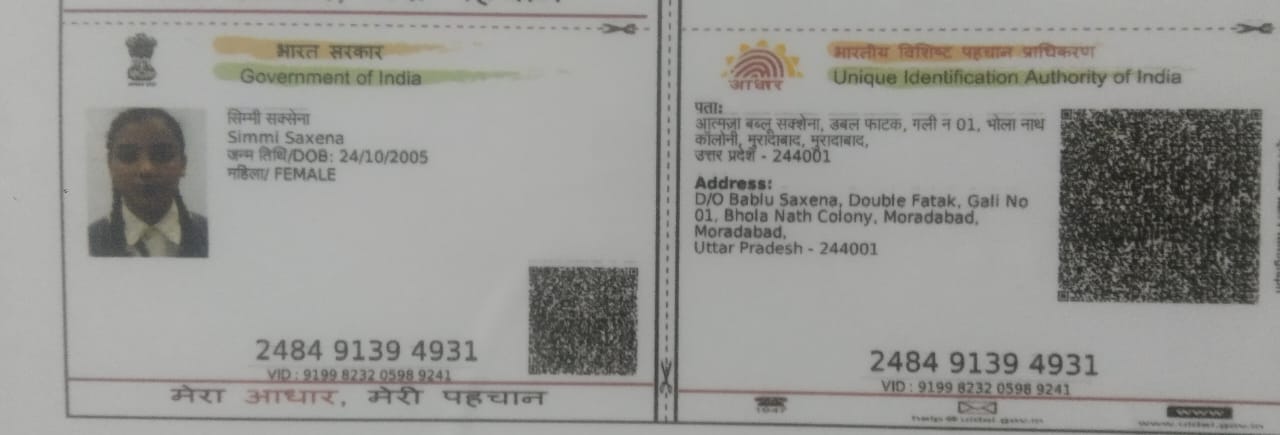 भारत सरकार
Government of India
सिम्मी सक्सेना
Simmi Saxena
जन्म तिथि/DOB: 24/10/2005
महिला/ FEMALE
2484 9139 4931
VID : 9199 8232 0598 9241
मेरा आधार, मेरी पहचान
भारतीय विशिष्ट पहचान प्राधिकरण
Unique Identification Authority of India
आधार
पता:
आत्मजा बब्लू सक्शेना, डबल फाटक, गली न 01, भोला नाथ
कॉलोनी, मुरादाबाद, मुरादाबाद,
उत्तर प्रदेश - 244001
Address:
D/O Bablu Saxena, Double Fatak, Gali No
01, Bhola Nath Colony, Moradabad,
Moradabad,
Uttar Pradesh - 244001
2484 9139 4931
VID : 9199 8232 0598 9241
1947
www